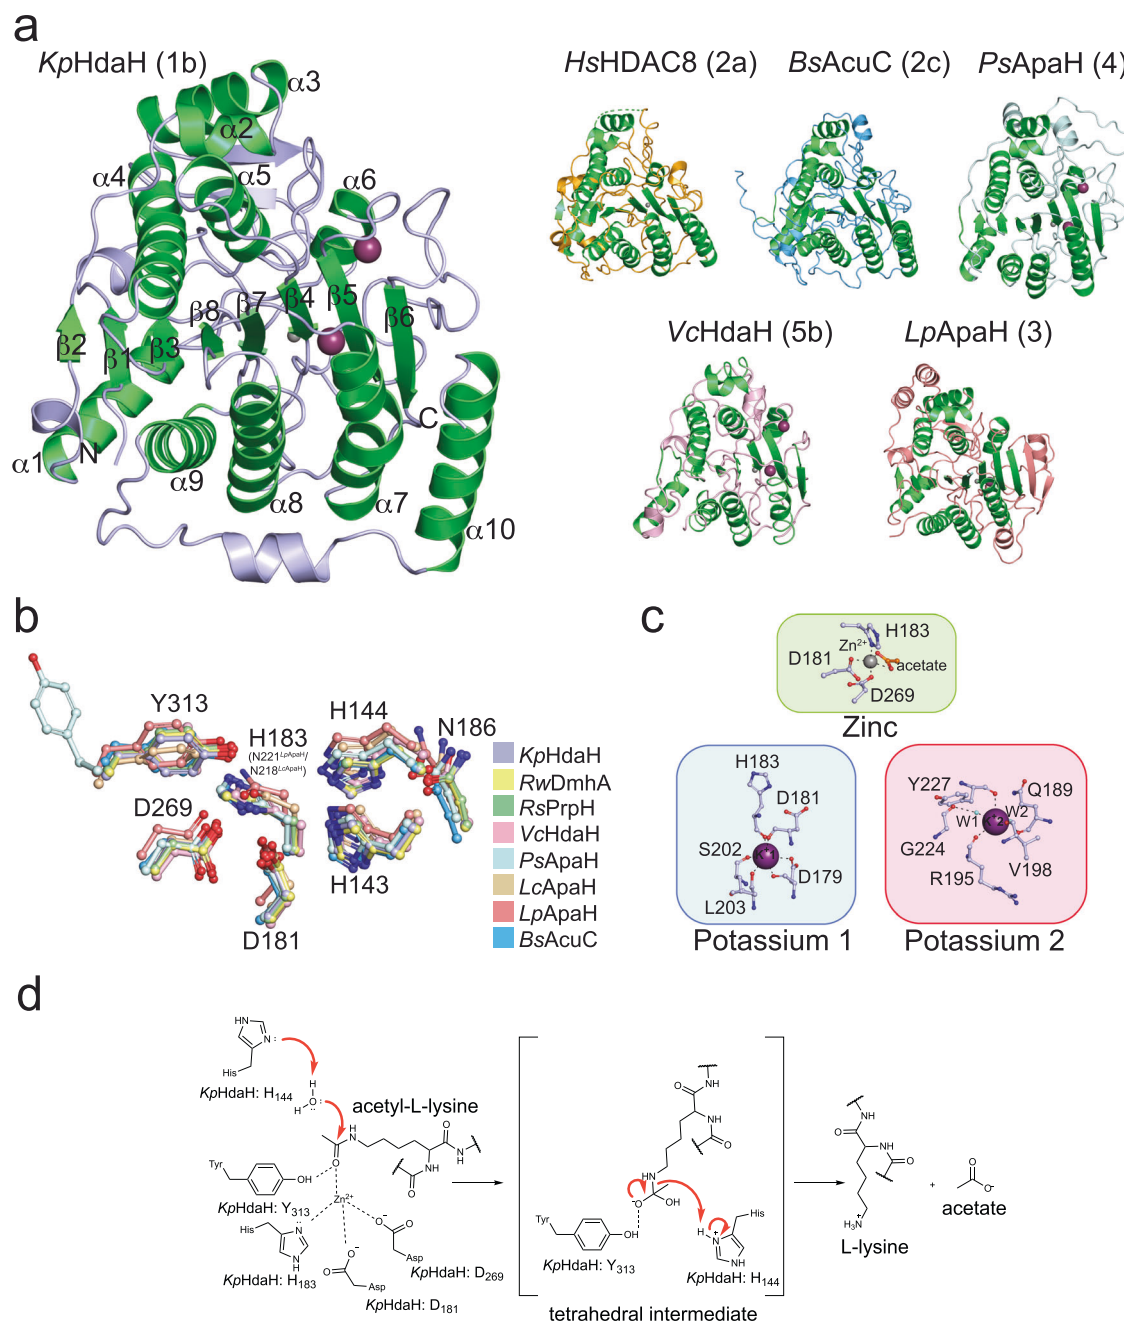 a
KpHdaH (1b)
HsHDAC8 (2a)
BsAcuC (2c)
PsApaH (4)
α3
α2
α4
α5
α6
β8
β7
β4
β5
β6
β2
β1
β3
N
C
α1
α9
α8
α7
α10
VcHdaH (5b)
LpApaH (3)
b
Y313
H183
(N221LpApaH/
N218LcApaH)
H144
N186
D269
H143
D181
KpHdaH
RwDmhA
RsPrpH
VcHdaH
PsApaH
LcApaH
LpApaH
BsAcuC
c
H183
Zn2+
D181
acetate
D269
Zinc
H183
D181
S202
K+1
D179
L203
Potassium 1
Y227
Q189
W2
W1
K+2
G224
V198
R195
Potassium 2
d
HN
N:
His
KpHdaH: H144
H
H
O:
acetyl-L-lysine
H
N
O
O
NH
O
NH
Tyr
OH
KpHdaH: Y313
Zn2+
His
N
N
H
KpHdaH: H183
O
O
Asp
KpHdaH: D269
O
O
Asp
KpHdaH: D181
O
NH
NH
O
HN
O
OH
Tyr
OH
KpHdaH: Y313
H
N+
His
NH
KpHdaH: H144
tetrahedral intermediate
NH
O
NH
O
H3N+
L-lysine
+
O
O-
acetate